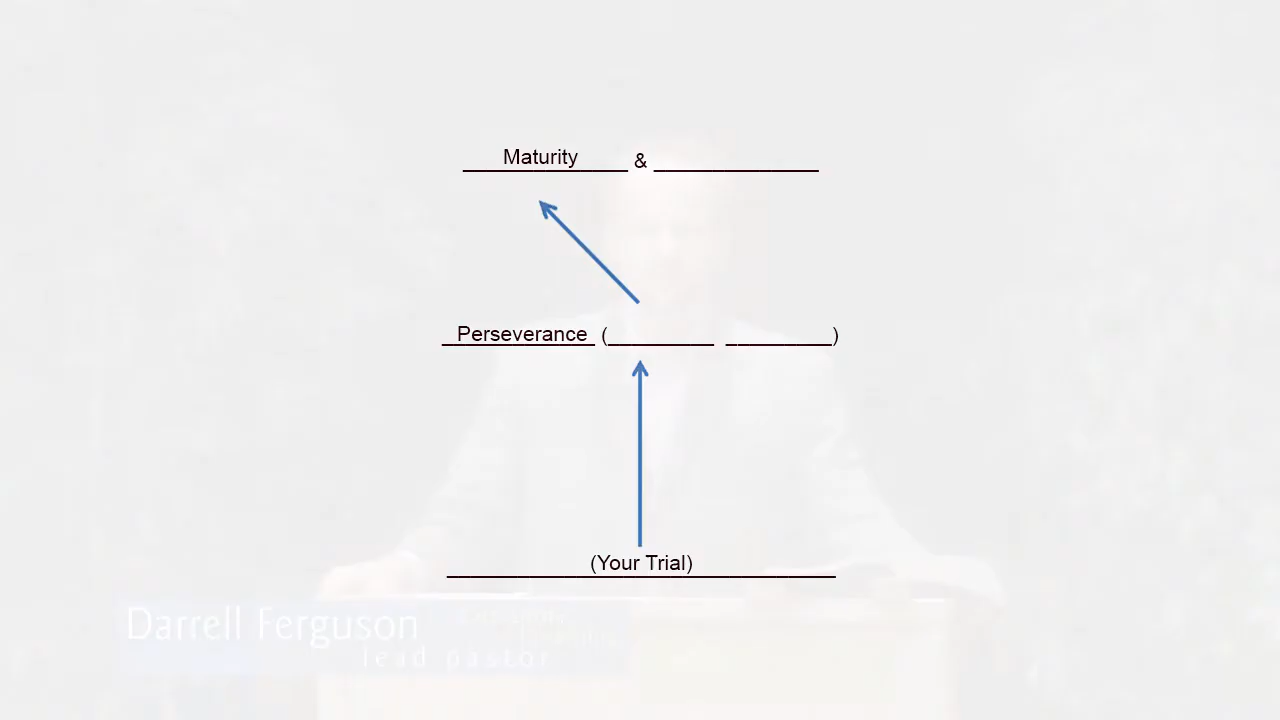 Maturity & 
Perseverance ( )
(Your Trial)
Darrell Ferguson
lead pastor